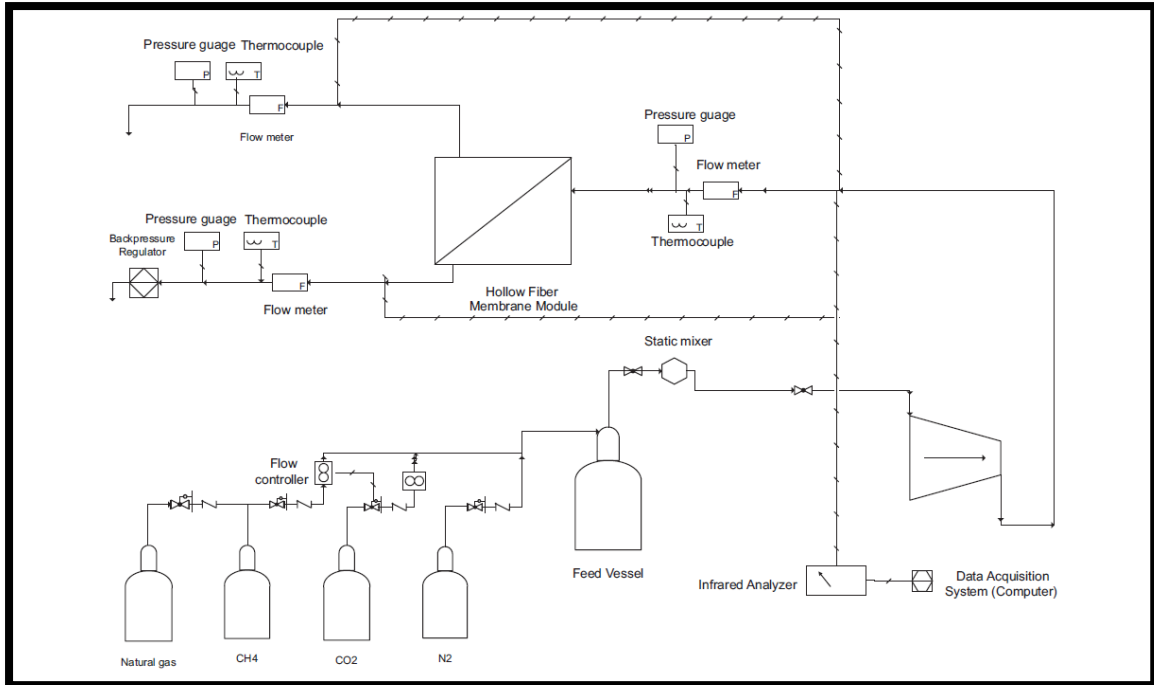 Pressure guage Thermocouple
P
T
F
Flow meter
Pressure guage
P
Flow meter
F
T
Thermocouple
Pressure guage Thermocouple
Backpressure
Regulator
P
T
F
Flow meter
Hollow Fiber
Membrane Module
Static mixer
Flow
controller
Feed Vessel
Infrared Analyzer
Data Acquisition
System (Computer)
Natural gas
CH4
CO2
N2